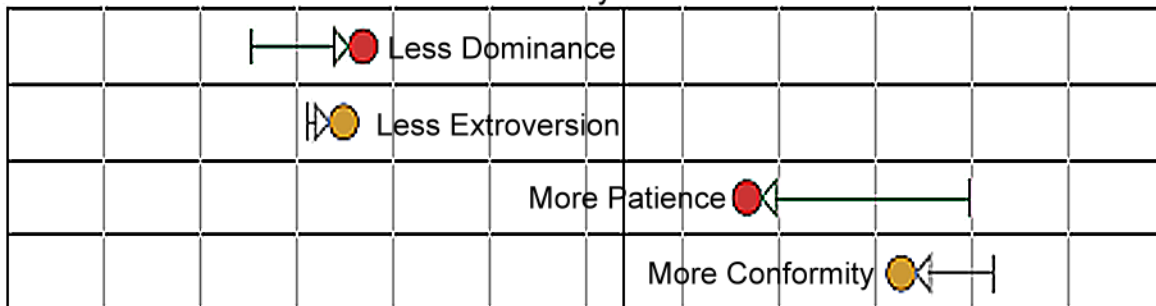 Less Dominance
Less Extroversion
More Patience
More Conformity